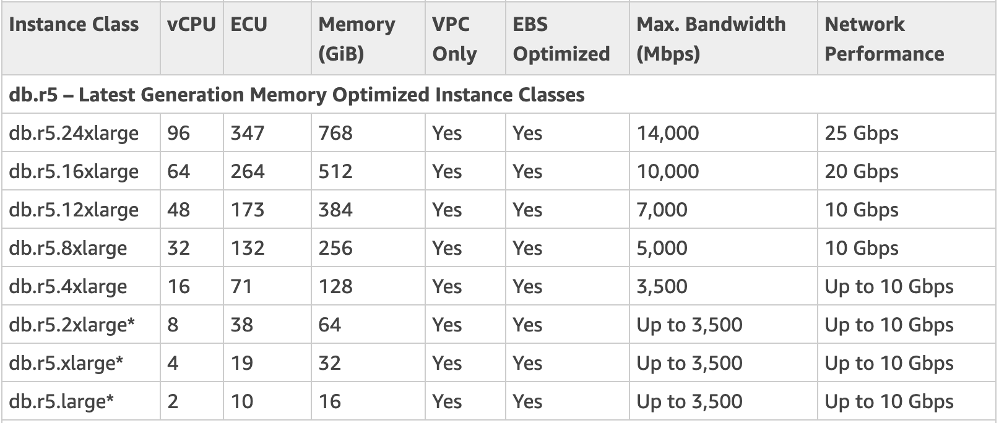 Instance Class vCPU ECU Memory (GiB) VPC Only EBS Optimized Max. Bandwidth (Mbps) Network Performance
db.r5 – Latest Generation Memory Optimized Instance Classes
db.r5.24xlarge 96 347 768 Yes Yes 14,000 25 Gbps
db.r5.16xlarge 64 264 512 Yes Yes 10,000 20 Gbps
db.r5.12xlarge 48 173 384 Yes Yes 7,000 10 Gbps
db.r5.8xlarge 32 132 256 Yes Yes 5,000 10 Gbps
db.r5.4xlarge 16 71 128 Yes Yes 3,500 Up to 10 Gbps
db.r5.2xlarge* 8 38 64 Yes Yes Up to 3,500 Up to 10 Gbps
db.r5.xlarge* 4 19 32 Yes Yes Up to 3,500 Up to 10 Gbps
db.r5.large* 2 10 16 Yes Yes Up to 3,500 Up to 10 Gbps